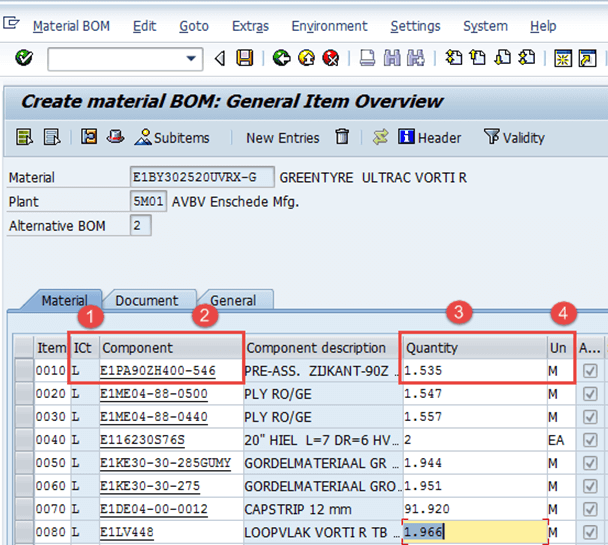 Material BOM Edit Goto Extras Environment Settings System Help
Create material BOM: General Item Overview
Subitems New Entries Header Validity
Material E1BY302520UVRX-G GREENTYRE ULTRAC VORTI R
Plant 5M01 AVBV Enschede Mfg.
Alternative BOM 2
Material Document General
1 2 3 4
Item ICt Component Component description Quantity Un A...
0010 L E1PA90ZH400-546 PRE-ASS. ZIJKANT-90Z ... 1.535 M
0020 L E1ME04-88-0500 PLY RO/GE 1.547 M
0030 L E1ME04-88-0440 PLY RO/GE 1.557 M
0040 L E116230S76S 20" HIEL L=7 DR=6 HV... 2 EA
0050 L E1KE30-30-285GUMY GORDELMATERIAAL GR ... 1.944 M
0060 L E1KE30-30-275 GORDELMATERIAAL GRO... 1.951 M
0070 L E1DE04-00-0012 CAPSTRIP 12 mm 91.920 M
0080 L E1LV448 LOOPVLAK VORTI R TB ... 1.966 M